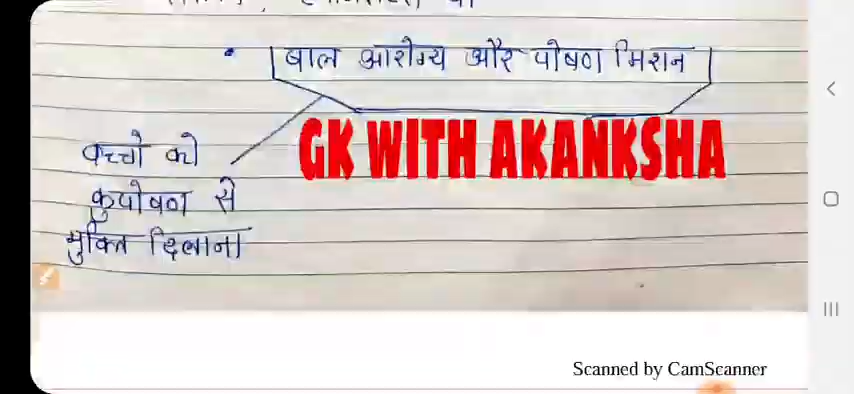 • बाल आरोग्य और पोषण मिशन
GK WITH AKANKSHA
बच्चो को
कुपोषण से
मुक्ति दिलाना
Scanned by CamScanner